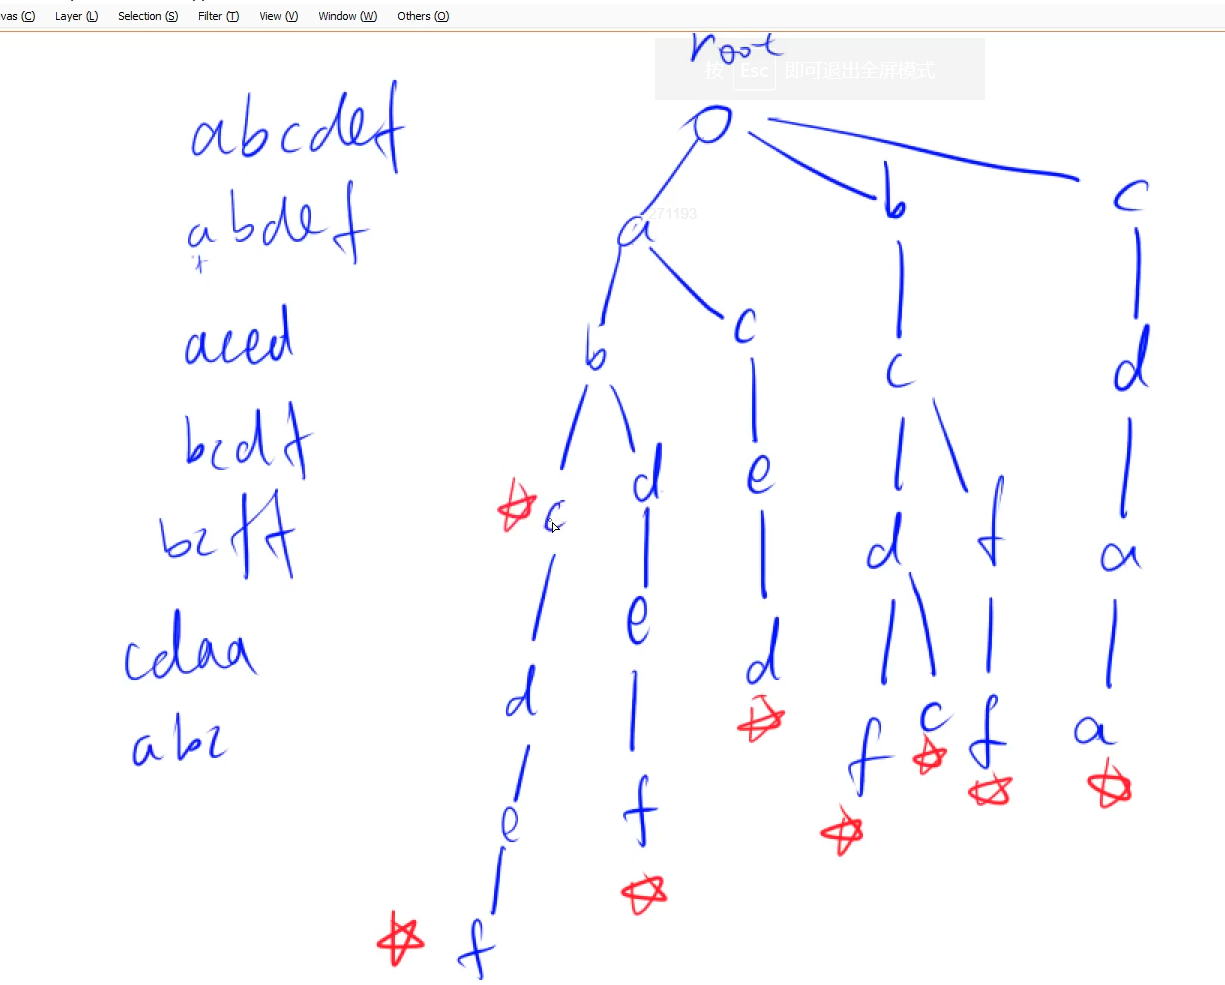 vas (C) Layer (L) Selection (S) Filter (T) View (V) Window (W) Others (O)
root
按 Esc 即可退出全屏模式
abcdef
abdef
aced
bcdf
bcff
cdaa
abc
271193
a b c
b c c d
c d e d f a
d e d f c f a
e f
f